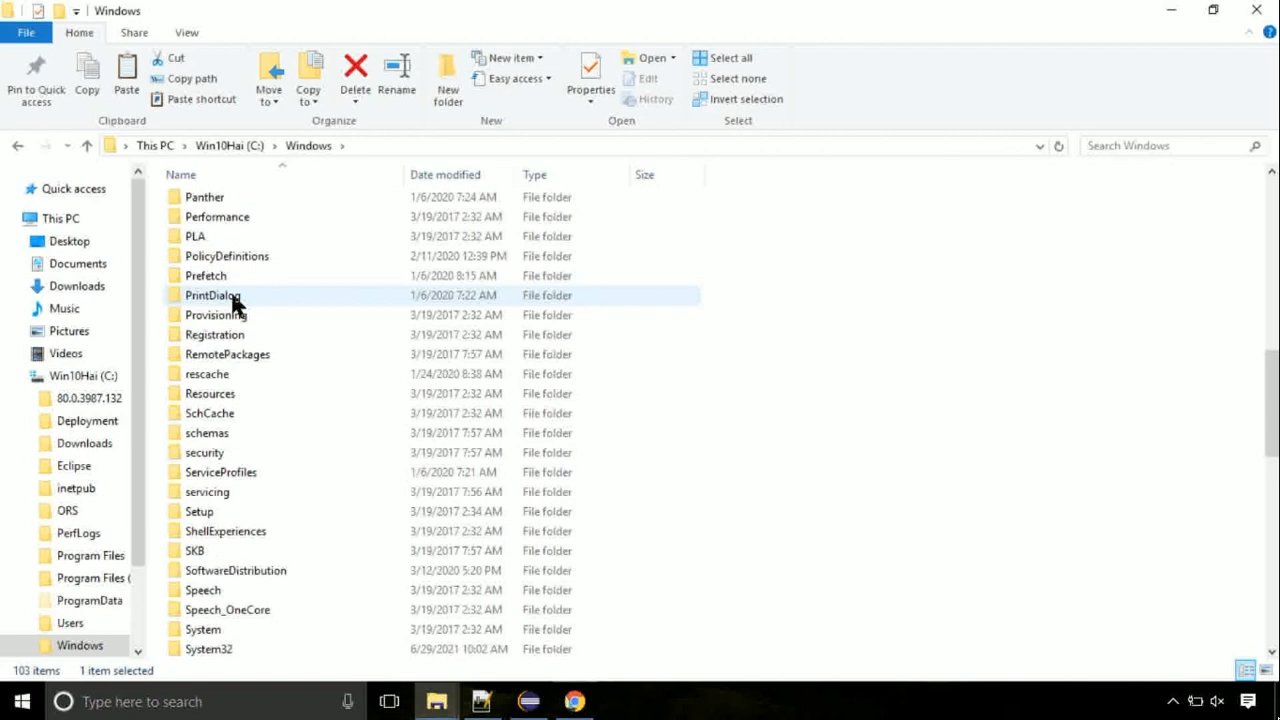 Windows
File Home Share View
Pin to Quick access
Copy
Paste
Cut
Copy path
Paste shortcut
Clipboard
Move to
Copy to
Delete
Rename
Organize
New folder
New item
Easy access
New
Properties
Open
Edit
History
Open
Select all
Select none
Invert selection
Select
This PC Win10Hai (C:) Windows
Search Windows
Quick access
This PC
Desktop
Documents
Downloads
Music
Pictures
Videos
Win10Hai (C:)
80.0.3987.132
Deployment
Downloads
Eclipse
inetpub
ORS
PerfLogs
Program Files
Program Files (
ProgramData
Users
Windows
Name Date modified Type Size
Panther 1/6/2020 7:24 AM File folder
Performance 3/19/2017 2:32 AM File folder
PLA 3/19/2017 2:32 AM File folder
PolicyDefinitions 2/11/2020 12:39 PM File folder
Prefetch 1/6/2020 8:15 AM File folder
PrintDialog 1/6/2020 7:22 AM File folder
Provisioning 3/19/2017 2:32 AM File folder
Registration 3/19/2017 2:32 AM File folder
RemotePackages 3/19/2017 7:57 AM File folder
rescache 1/24/2020 8:38 AM File folder
Resources 3/19/2017 2:32 AM File folder
SchCache 3/19/2017 2:32 AM File folder
schemas 3/19/2017 7:57 AM File folder
security 3/19/2017 7:57 AM File folder
ServiceProfiles 1/6/2020 7:21 AM File folder
servicing 3/19/2017 7:56 AM File folder
Setup 3/19/2017 2:34 AM File folder
ShellExperiences 3/19/2017 2:32 AM File folder
SKB 3/19/2017 7:57 AM File folder
SoftwareDistribution 3/12/2020 5:20 PM File folder
Speech 3/19/2017 2:32 AM File folder
Speech_OneCore 3/19/2017 2:32 AM File folder
System 3/19/2017 2:32 AM File folder
System32 6/29/2021 10:02 AM File folder
103 items 1 item selected
Type here to search